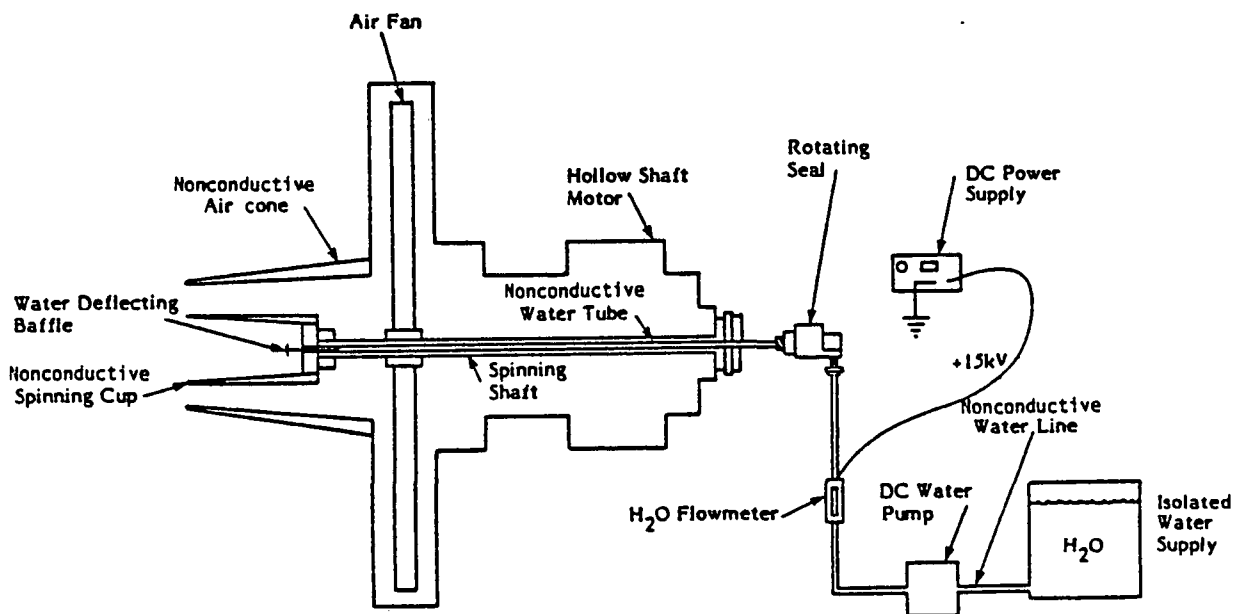 Air Fan
Nonconductive
Air cone
Hollow Shaft
Motor
Rotating
Seal
DC Power
Supply
Water Deflecting
Baffle
Nonconductive
Water Tube
Nonconductive
Spinning Cup
Spinning
Shaft
+15kV
Nonconductive
Water Line
H₂O Flowmeter
DC Water
Pump
H₂O
Isolated
Water
Supply